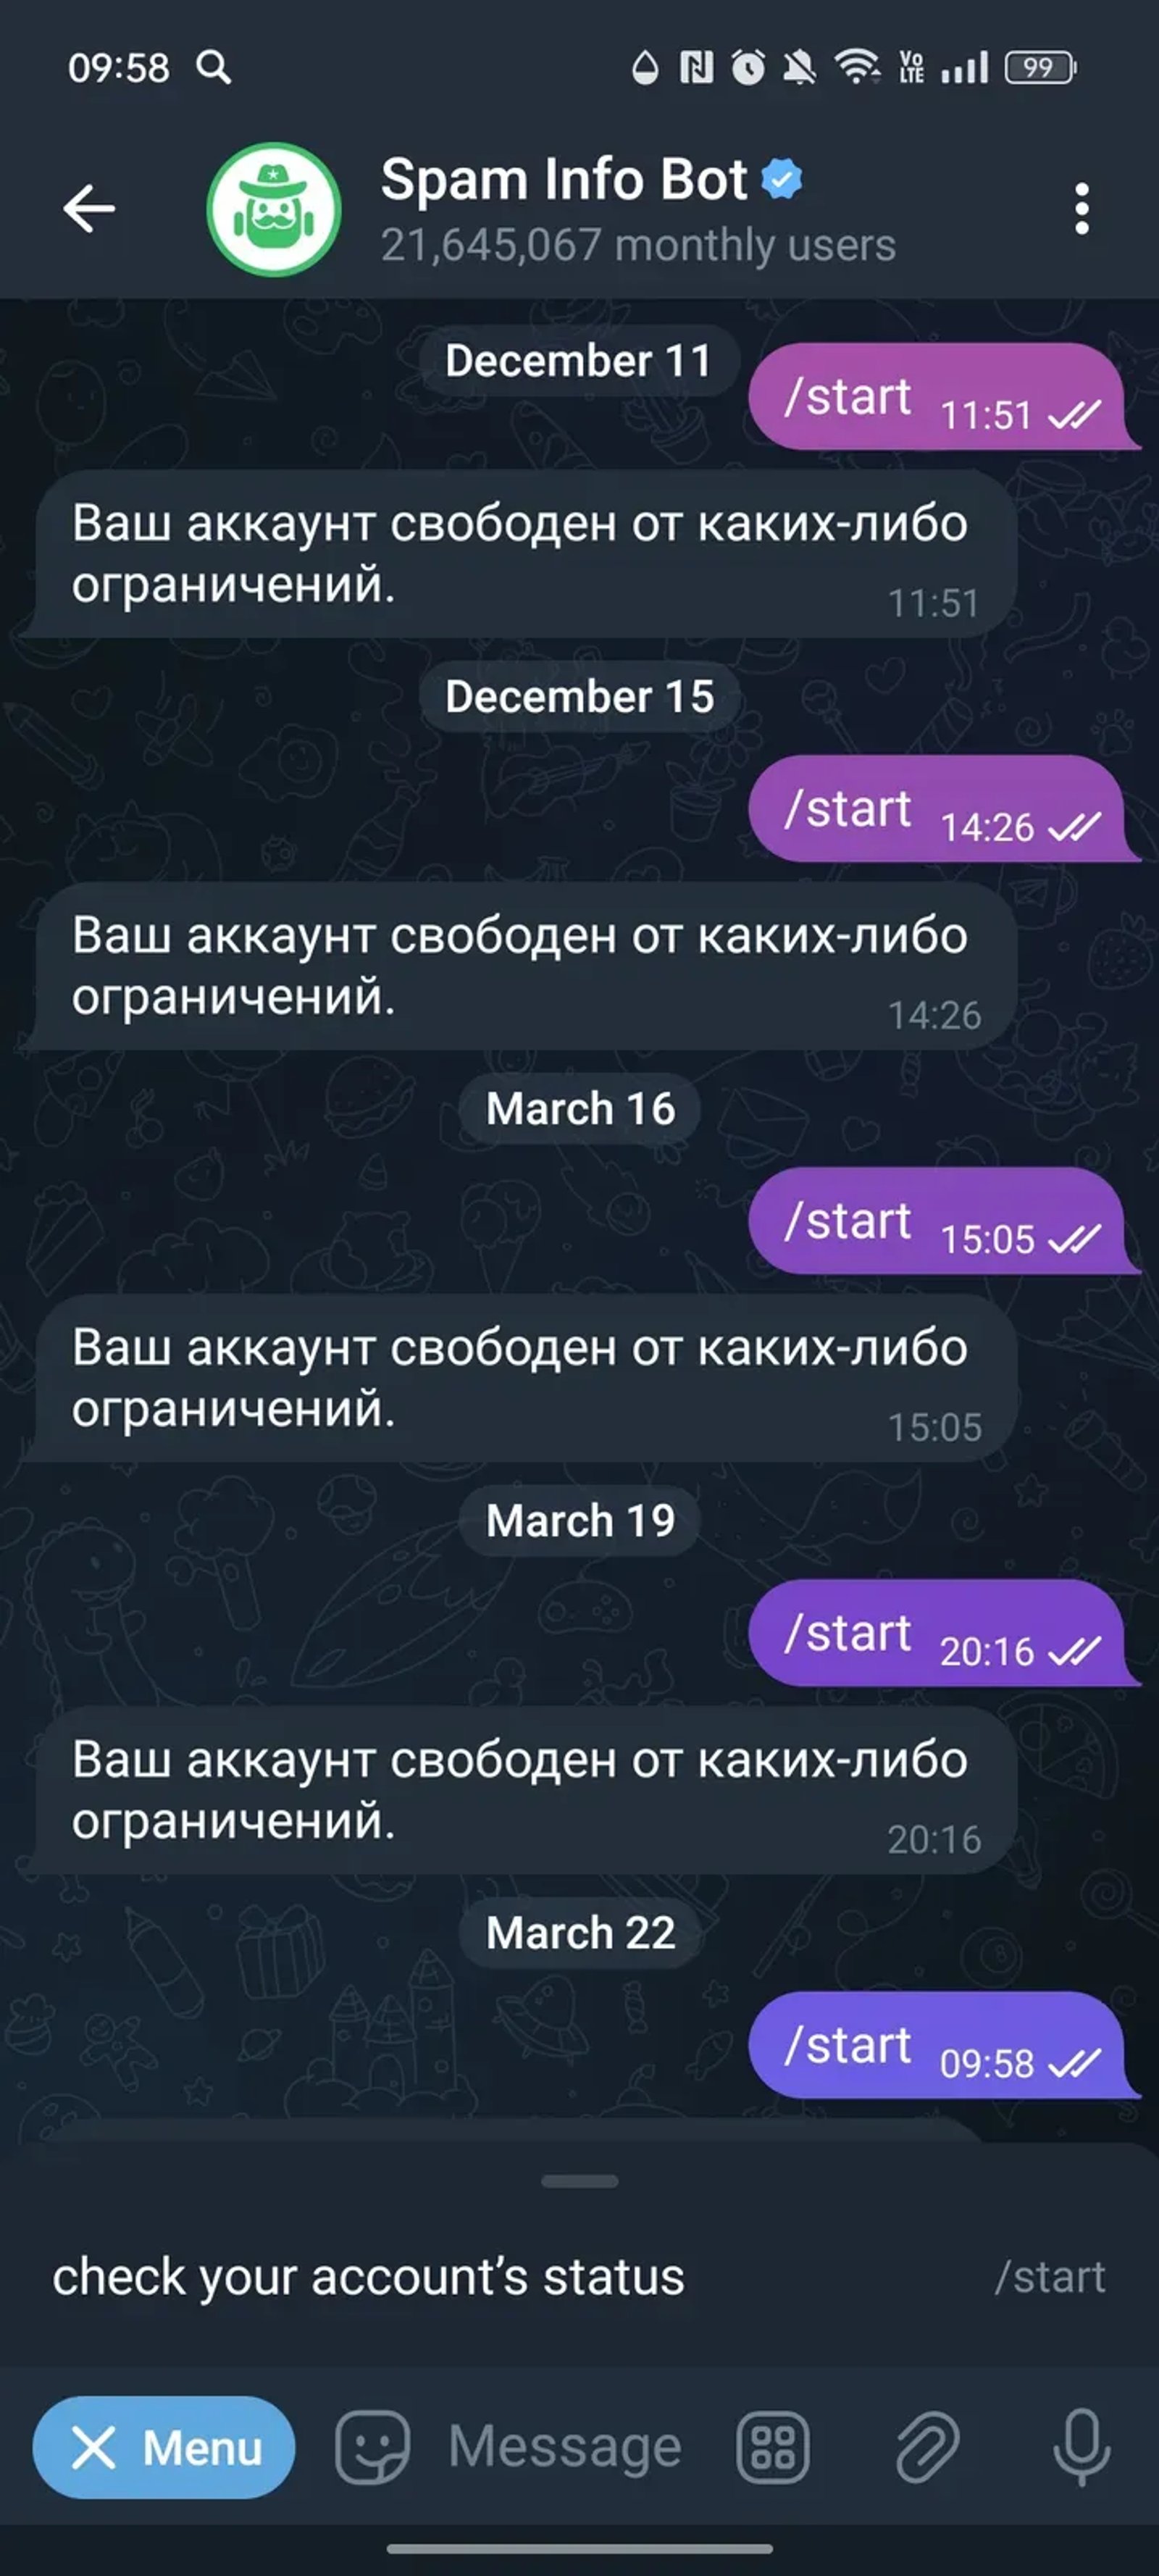 09:58
Vo
LTE
99
Spam Info Bot
21,645,067 monthly users
December 11
/start 11:51
Ваш аккаунт свободен от каких-либо
ограничений.
11:51
December 15
/start 14:26
Ваш аккаунт свободен от каких-либо
ограничений.
14:26
March 16
/start 15:05
Ваш аккаунт свободен от каких-либо
ограничений.
15:05
March 19
/start 20:16
Ваш аккаунт свободен от каких-либо
ограничений.
20:16
March 22
/start 09:58
check your account’s status /start
Menu Message